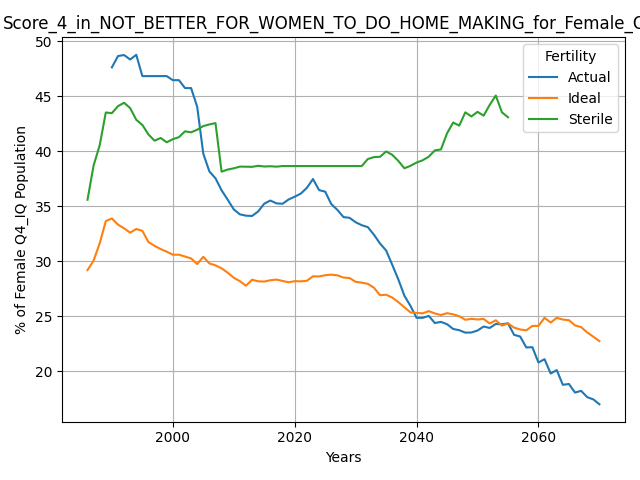 Score_4_in_NOT_BETTER_FOR_WOMEN_TO_DO_HOME_MAKING_for_Female_
50
45
40
35
30
25
20
% of Female Q4_IQ Population
Fertility
Actual
Ideal
Sterile
2000
2020
2040
2060
Years